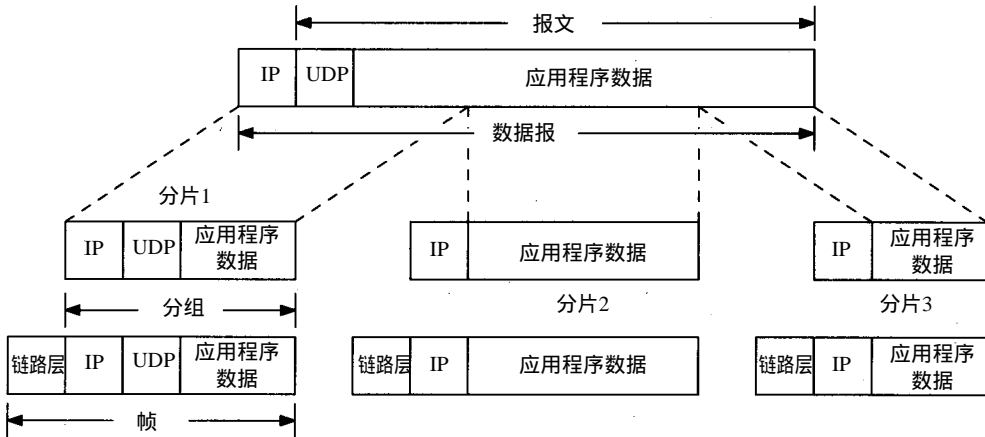 报文
IP UDP 应用程序数据
数据报
分片1
IP UDP 应用程序
数据
IP 应用程序数据
IP 应用程序
数据
分组
分片2
分片3
链路层 IP UDP 应用程序
数据
链路层 IP 应用程序数据
链路层 IP 应用程序
数据
帧